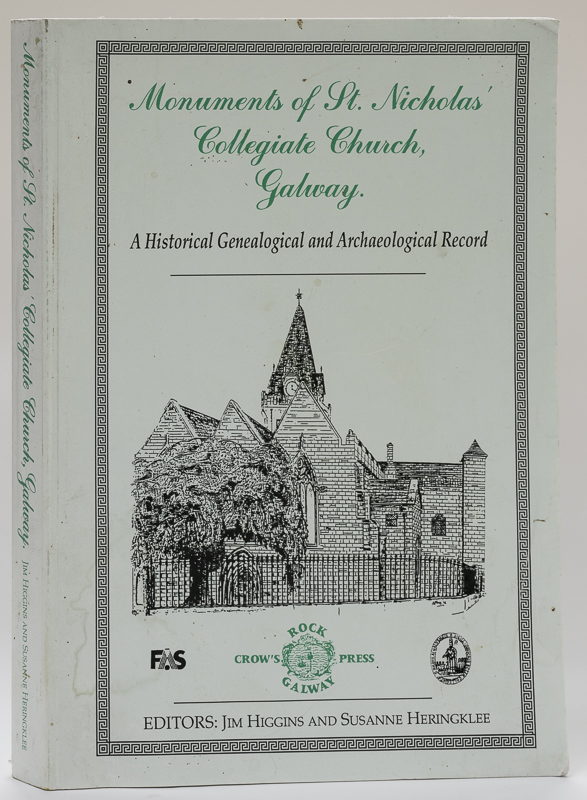 Monuments of St. Nicholas'
Collegiate Church,
Galway.
A Historical Genealogical and Archaeological Record
FÁS
ROCK
CROW'S PRESS
GALWAY
EDITORS: JIM HIGGINS AND SUSANNE HERINGKLEE
Monuments of St. Nicholas' Collegiate Church, Galway. JIM HIGGINS AND SUSANNE HERINGKLEE